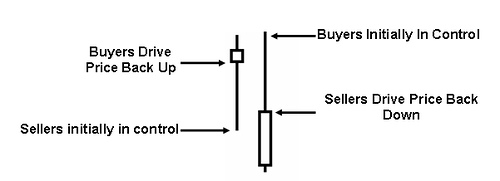 Buyers Drive
Price Back Up
Sellers initially in control
Buyers Initially In Control
Sellers Drive Price Back
Down